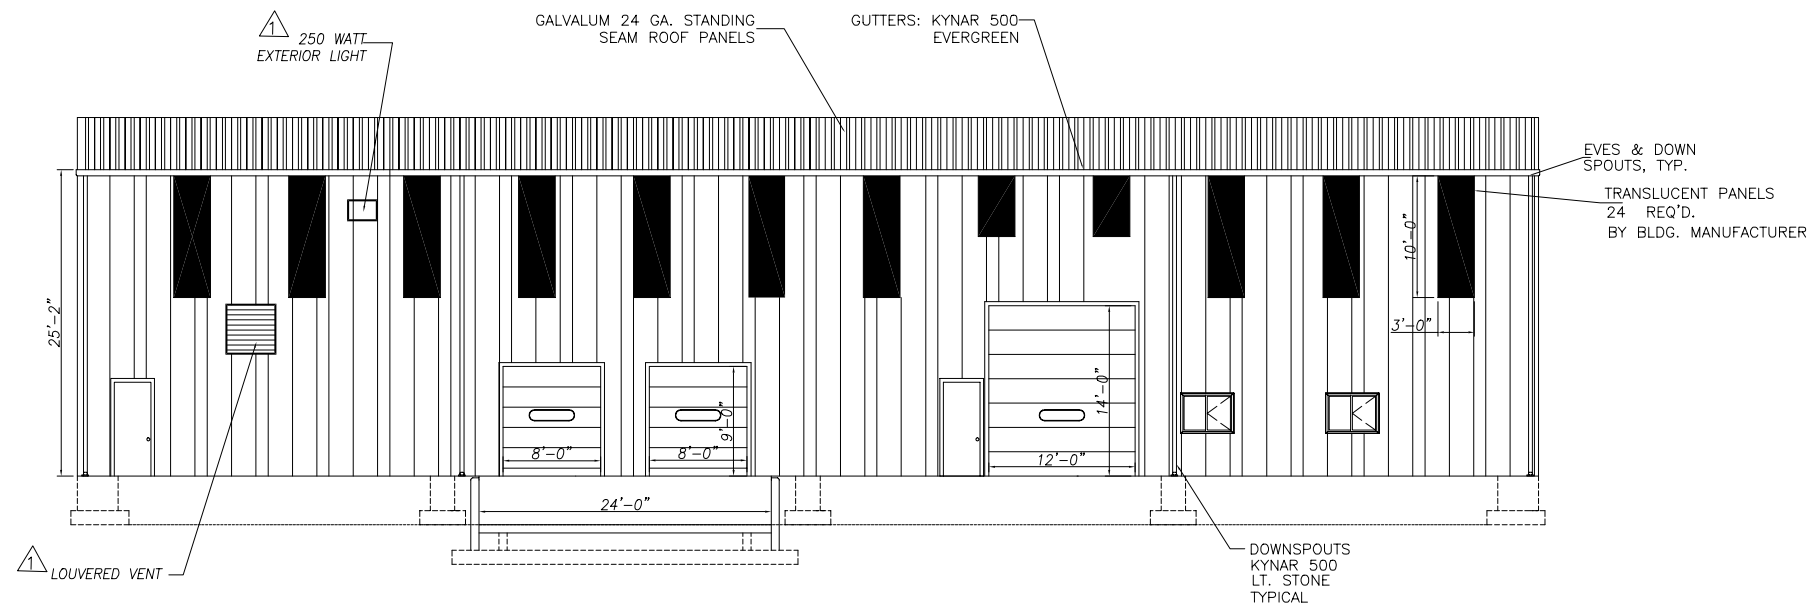 1
250 WATT
EXTERIOR LIGHT
GALVALUM 24 GA. STANDING
SEAM ROOF PANELS
GUTTERS: KYNAR 500
EVERGREEN
EVES & DOWN
SPOUTS, TYP.
TRANSLUCENT PANELS
24 REQ'D.
BY BLDG. MANUFACTURER
10'-0"
25'-2"
3'-0"
14'-0"
9'-0"
8'-0"
8'-0"
12'-0"
24'-0"
1
LOUVERED VENT
DOWNSPOUTS
KYNAR 500
LT. STONE
TYPICAL